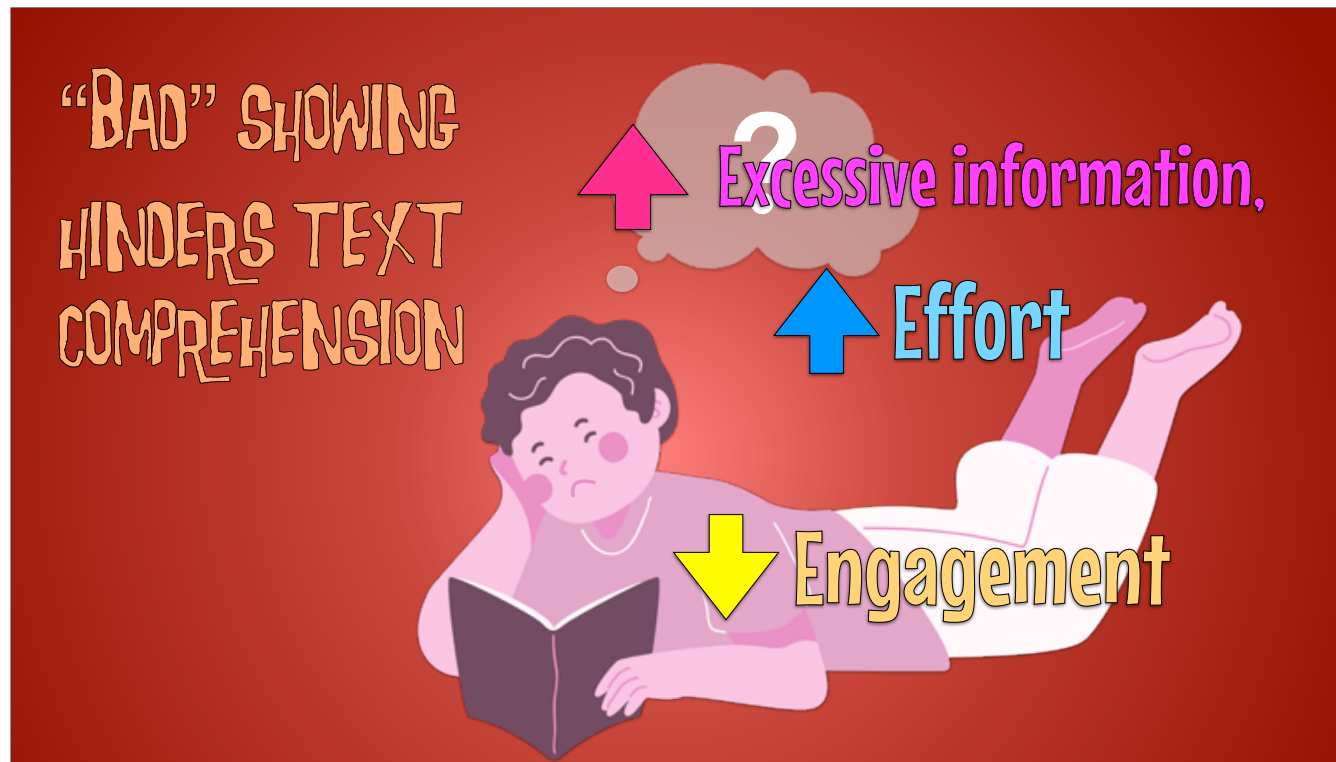 “BAD” SHOWING
HINDERS TEXT
COMPREHENSION
?
Excessive information,
Effort
Engagement